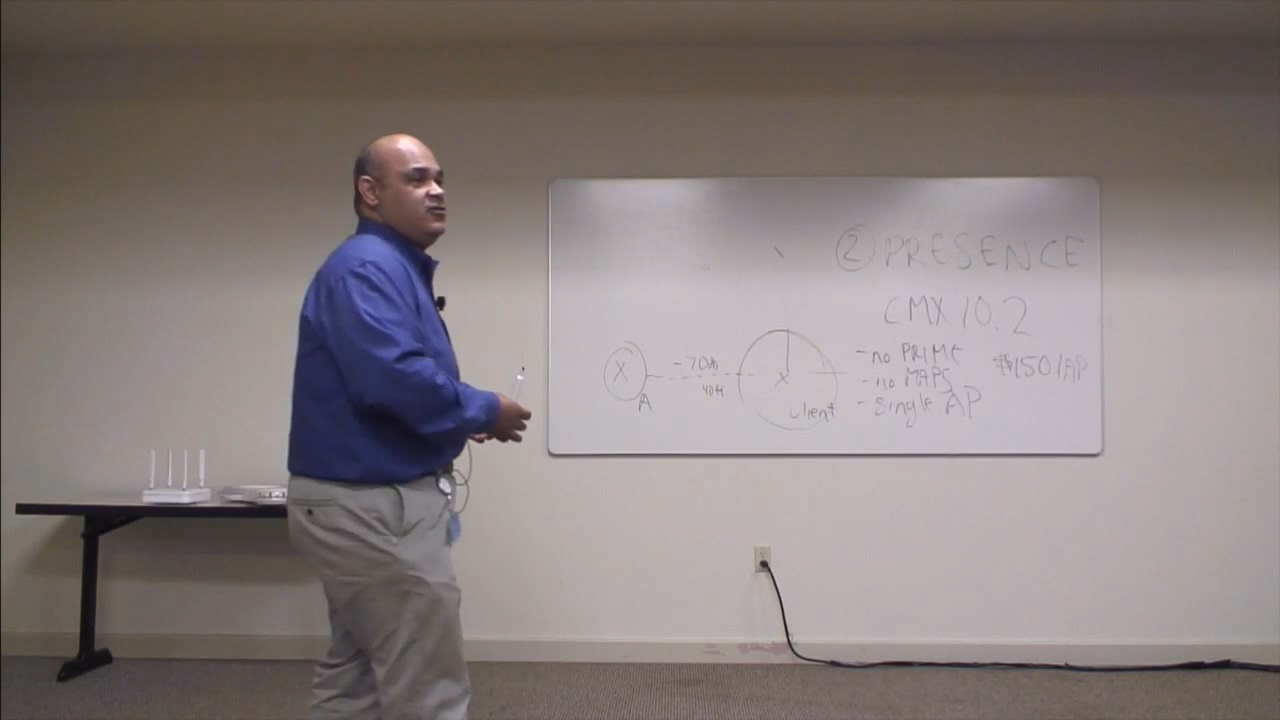 ② PRESENCE
CMX 10.2
- no PRIME
- no MAPS
$150/AP
- single AP
X
A
-70db
40ft
X
client